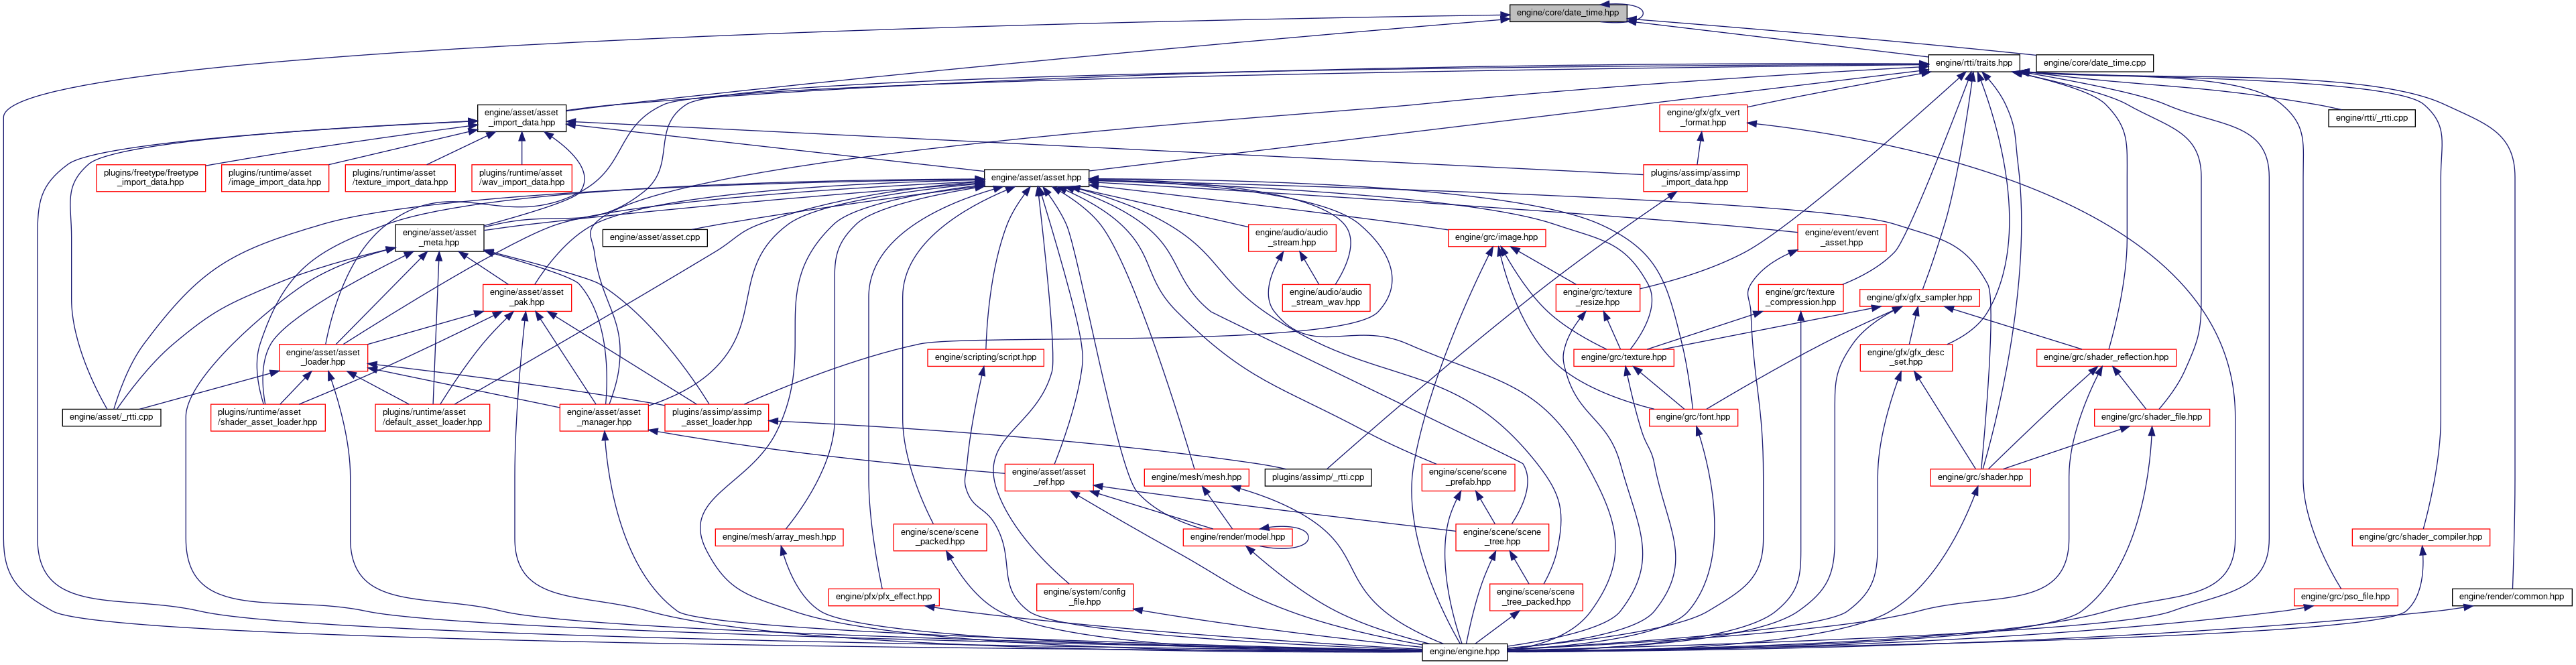 engine/core/date_time.hpp
engine/rtti/traits.hpp
engine/core/date_time.cpp
engine/asset/asset
_import_data.hpp
engine/gfx/gfx_vert
_format.hpp
engine/rtti/_rtti.cpp
plugins/freetype/freetype
_import_data.hpp
plugins/runtime/asset
/image_import_data.hpp
plugins/runtime/asset
/texture_import_data.hpp
plugins/runtime/asset
/wav_import_data.hpp
engine/asset/asset.hpp
plugins/assimp/assimp
_import_data.hpp
engine/asset/asset
_meta.hpp
engine/asset/asset.cpp
engine/audio/audio
_stream.hpp
engine/grc/image.hpp
engine/event/event
_asset.hpp
engine/asset/asset
_pak.hpp
engine/audio/audio
_stream_wav.hpp
engine/grc/texture
_resize.hpp
engine/grc/texture
_compression.hpp
engine/gfx/gfx_sampler.hpp
engine/asset/asset
_loader.hpp
engine/scripting/script.hpp
engine/grc/texture.hpp
engine/gfx/gfx_desc
_set.hpp
engine/grc/shader_reflection.hpp
engine/asset/_rtti.cpp
plugins/runtime/asset
/shader_asset_loader.hpp
plugins/runtime/asset
/default_asset_loader.hpp
engine/asset/asset
_manager.hpp
plugins/assimp/assimp
_asset_loader.hpp
engine/grc/font.hpp
engine/grc/shader_file.hpp
engine/asset/asset
_ref.hpp
engine/mesh/mesh.hpp
plugins/assimp/_rtti.cpp
engine/scene/scene
_prefab.hpp
engine/grc/shader.hpp
engine/mesh/array_mesh.hpp
engine/scene/scene
_packed.hpp
engine/render/model.hpp
engine/scene/scene
_tree.hpp
engine/grc/shader_compiler.hpp
engine/pfx/pfx_effect.hpp
engine/system/config
_file.hpp
engine/scene/scene
_tree_packed.hpp
engine/grc/pso_file.hpp
engine/render/common.hpp
engine/engine.hpp